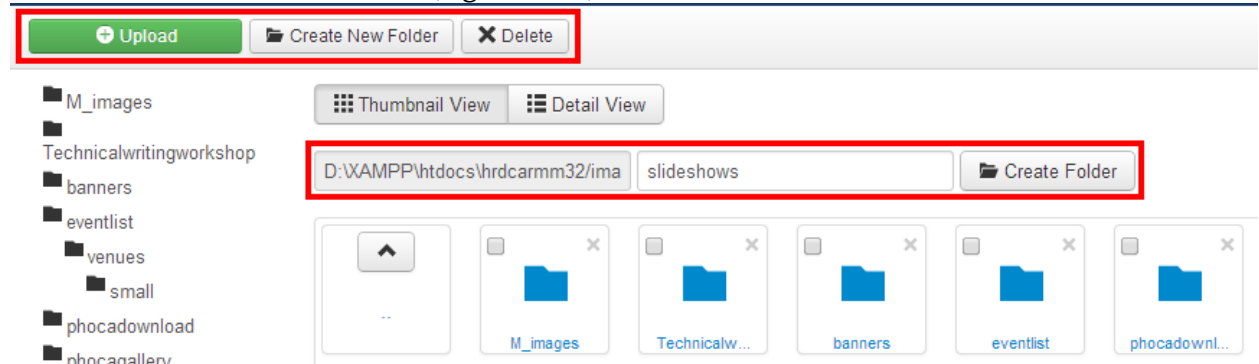 Upload Create New Folder Delete
M_images
Technicalwritingworkshop
banners
eventlist
venues
small
phocadownload
phocagallery
Thumbnail View Detail View
D:\XAMPP\htdocs\hrdcarmm32/ima slideshows Create Folder
..
M_images Technicalw... banners eventlist phocadownl...